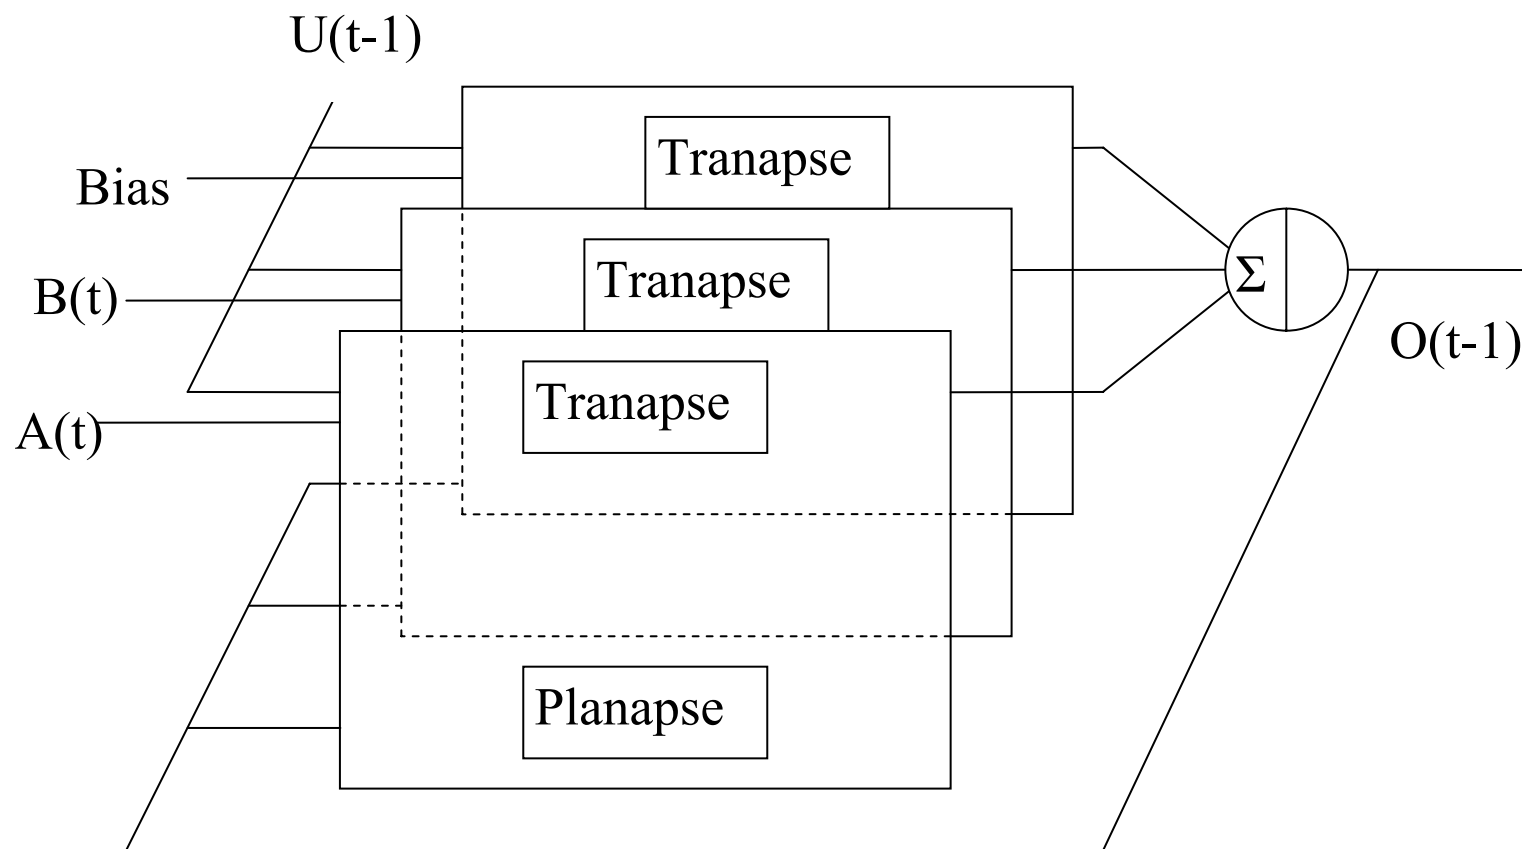 U(t-1)
Tranapse
Bias
Tranapse
B(t)
Σ
O(t-1)
Tranapse
A(t)
Planapse